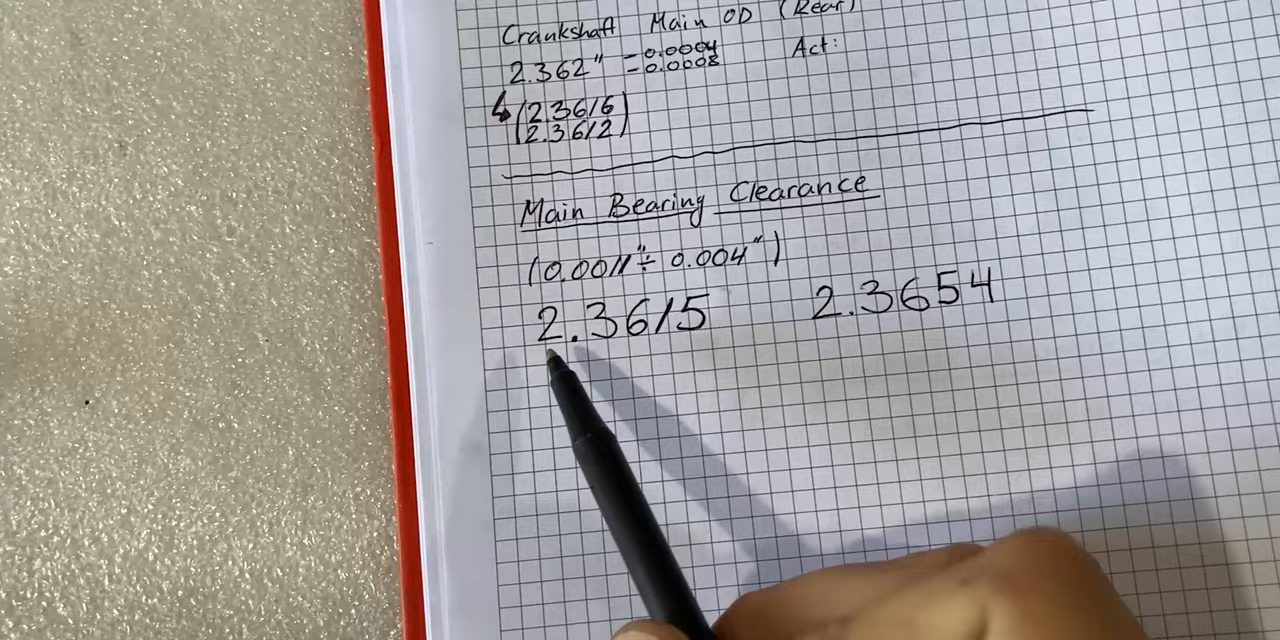 Crankshaft Main OD (Rear)
2.362" -0.0004 Act:
-0.0008
(2.3616)
(2.3612)
Main Bearing Clearance
(0.0011" ÷ 0.004")
2.3615 2.3654